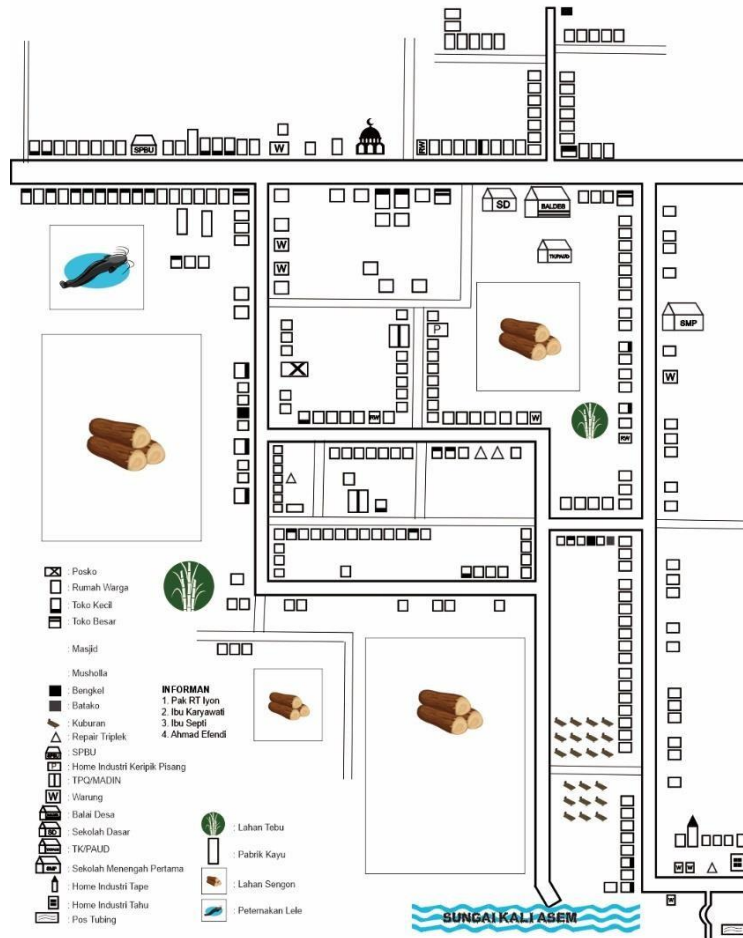 SPBU
W
RW
SD
BALDES
TK/PAUD
W
W
SMP
P
W
RW
W
RW
: Posko
: Rumah Warga
: Toko Kecil
: Toko Besar
: Masjid
: Musholla
: Bengkel
: Batako
: Kuburan
: Repair Triplek
: SPBU
P : Home Industri Keripik Pisang
: TPQ/MADIN
W : Warung
: Balai Desa
SD : Sekolah Dasar
: TK/PAUD
SMP : Sekolah Menengah Pertama
: Home Industri Tape
: Home Industri Tahu
: Pos Tubing
INFORMAN
1. Pak RT Iyon
2. Ibu Karyawati
3. Ibu Septi
4. Ahmad Efendi
: Lahan Tebu
: Pabrik Kayu
: Lahan Sengon
: Peternakan Lele
W W
W
SUNGAI KALI ASEM